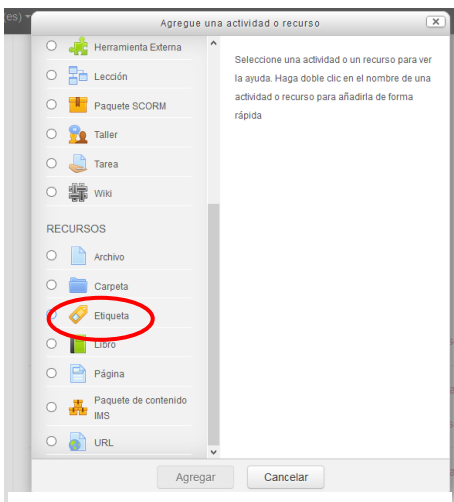 (es)
Agregue una actividad o recurso
Herramienta Externa
Lección
Paquete SCORM
Taller
Tarea
Wiki
RECURSOS
Archivo
Carpeta
Etiqueta
Libro
Página
Paquete de contenido
IMS
URL
Seleccione una actividad o un recurso para ver
la ayuda. Haga doble clic en el nombre de una
actividad o recurso para añadirla de forma
rápida
Agregar
Cancelar